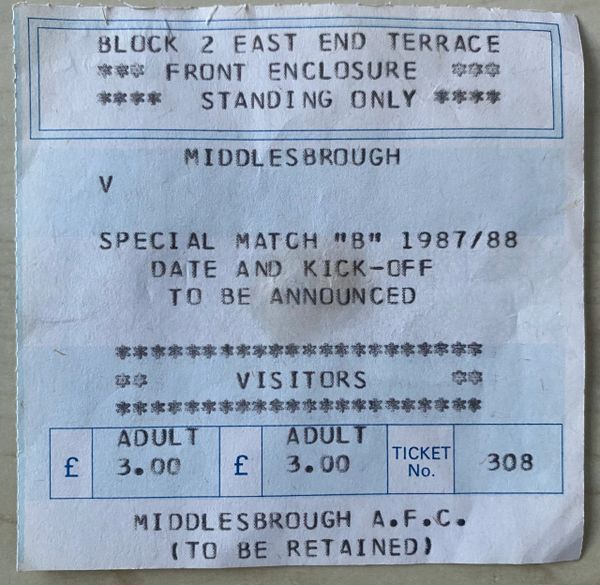 BLOCK 2 EAST END TERRACE
*** FRONT ENCLOSURE ***
**** STANDING ONLY ****
MIDDLESBROUGH
V
SPECIAL MATCH "B" 1987/88
DATE AND KICK-OFF
TO BE ANNOUNCED
**********************
** VISITORS **
**********************
£ ADULT 3.00 £ ADULT 3.00 TICKET No. 308
MIDDLESBROUGH A.F.C.
(TO BE RETAINED)